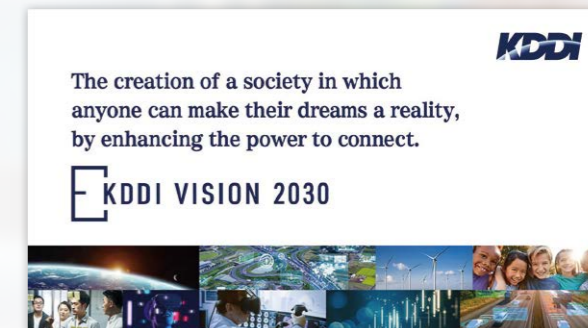 KDDI
The creation of a society in which
anyone can make their dreams a reality,
by enhancing the power to connect.
KDDI VISION 2030